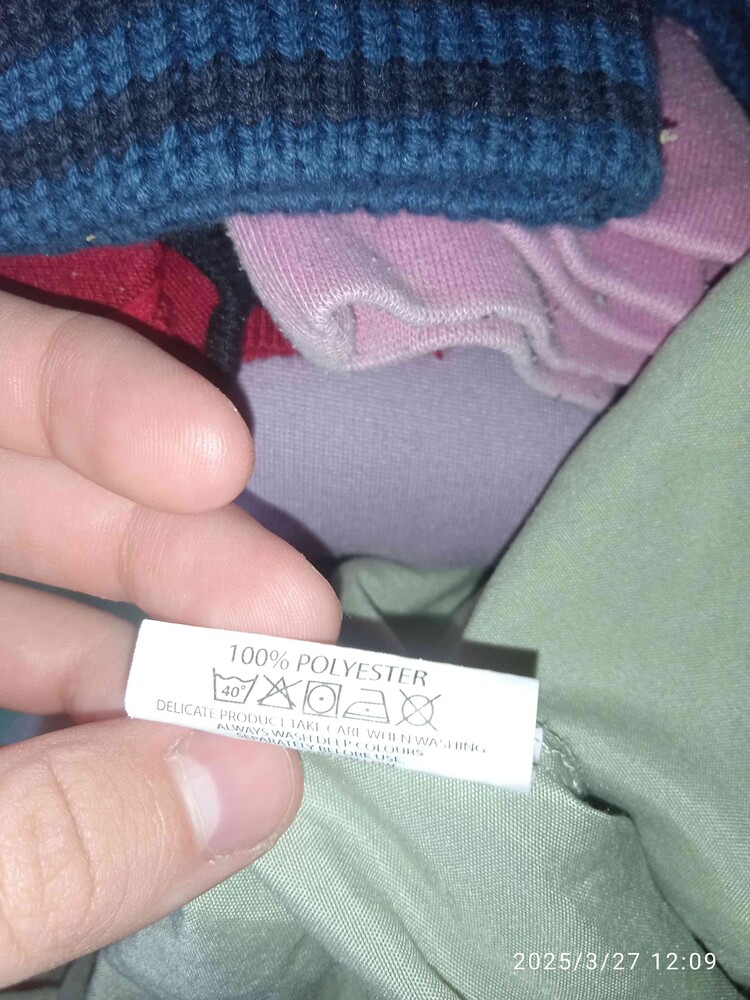 100% POLYESTER
40°
DELICATE PRODUCT TAKE CARE WHEN WASHING
ALWAYS WASH DEEP COLOURS
SEPARATELY BEFORE USE
2025/3/27 12:09